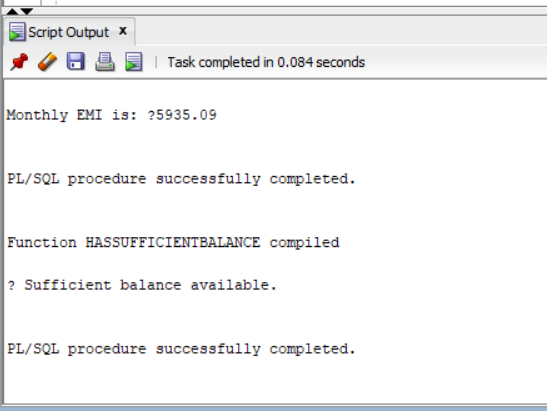 Script Output x
Task completed in 0.084 seconds
Monthly EMI is: ?5935.09
PL/SQL procedure successfully completed.
Function HASSUFFICIENTBALANCE compiled
? Sufficient balance available.
PL/SQL procedure successfully completed.